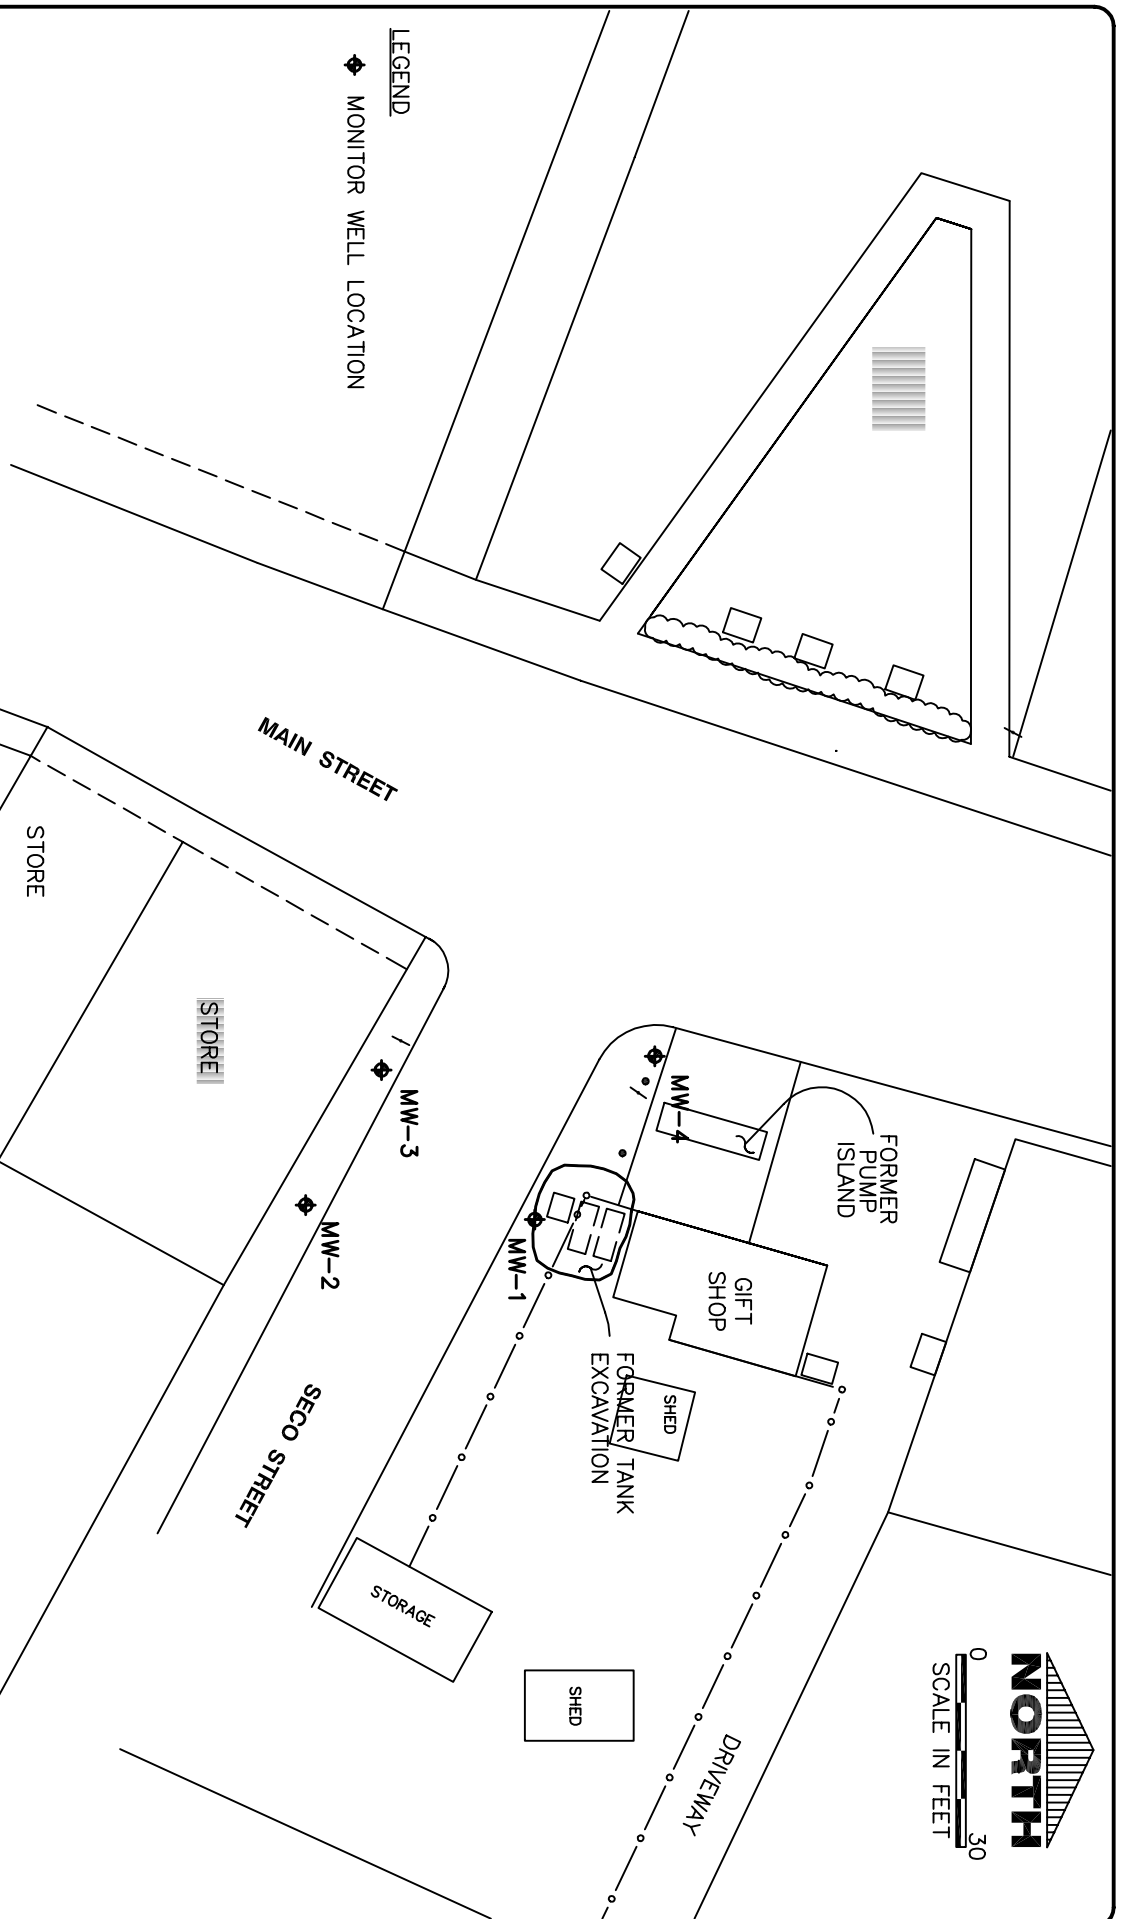 NORTH
0 30
SCALE IN FEET
FORMER
PUMP
ISLAND
GIFT
SHOP
SHED
DRIVEWAY
MW-4
FORMER TANK
EXCAVATION
SHED
MW-1
STORAGE
MAIN STREET
MW-3
MW-2
SECO STREET
STORE
STORE
LEGEND
MONITOR WELL LOCATION